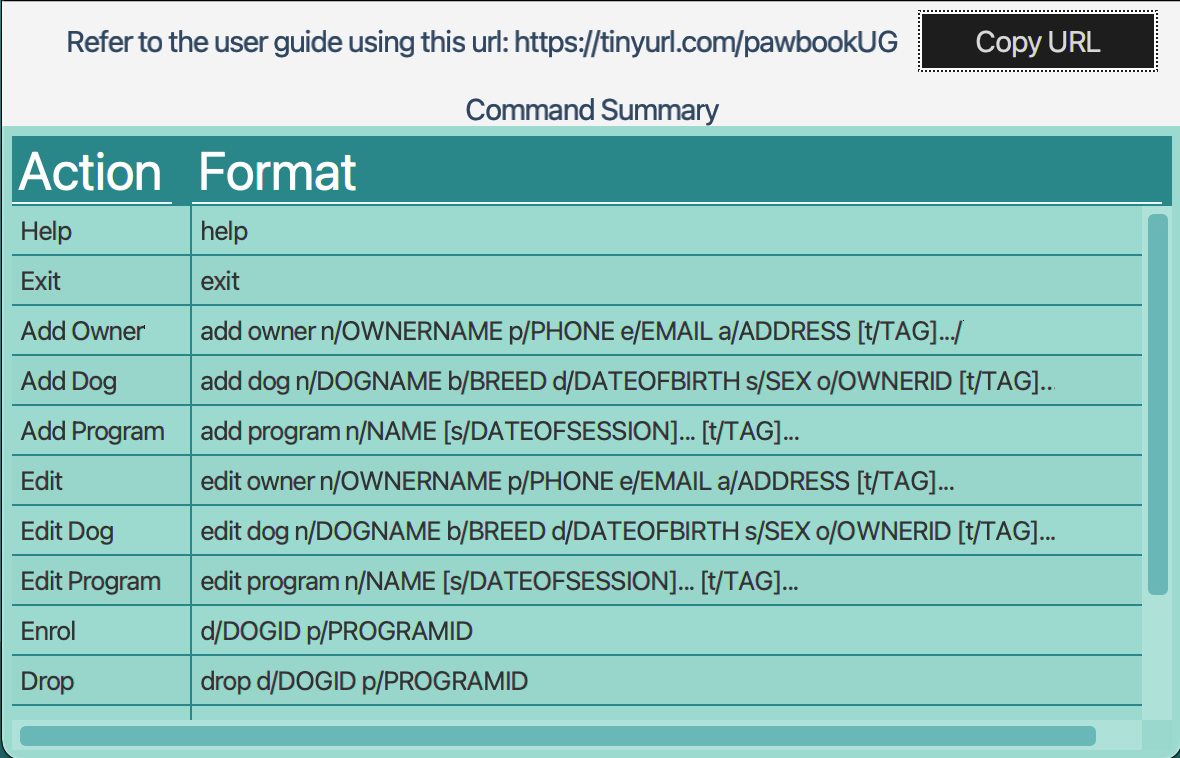 Refer to the user guide using this url: https://tinyurl.com/pawbookUG Copy URL
Command Summary
Action Format
Help help
Exit exit
Add Owner add owner n/OWNERNAME p/PHONE e/EMAIL a/ADDRESS [t/TAG].../
Add Dog add dog n/DOGNAME b/BREED d/DATEOFBIRTH s/SEX o/OWNERID [t/TAG]...
Add Program add program n/NAME [s/DATEOFSESSION]... [t/TAG]...
Edit edit owner n/OWNERNAME p/PHONE e/EMAIL a/ADDRESS [t/TAG]...
Edit Dog edit dog n/DOGNAME b/BREED d/DATEOFBIRTH s/SEX o/OWNERID [t/TAG]...
Edit Program edit program n/NAME [s/DATEOFSESSION]... [t/TAG]...
Enrol d/DOGID p/PROGRAMID
Drop drop d/DOGID p/PROGRAMID